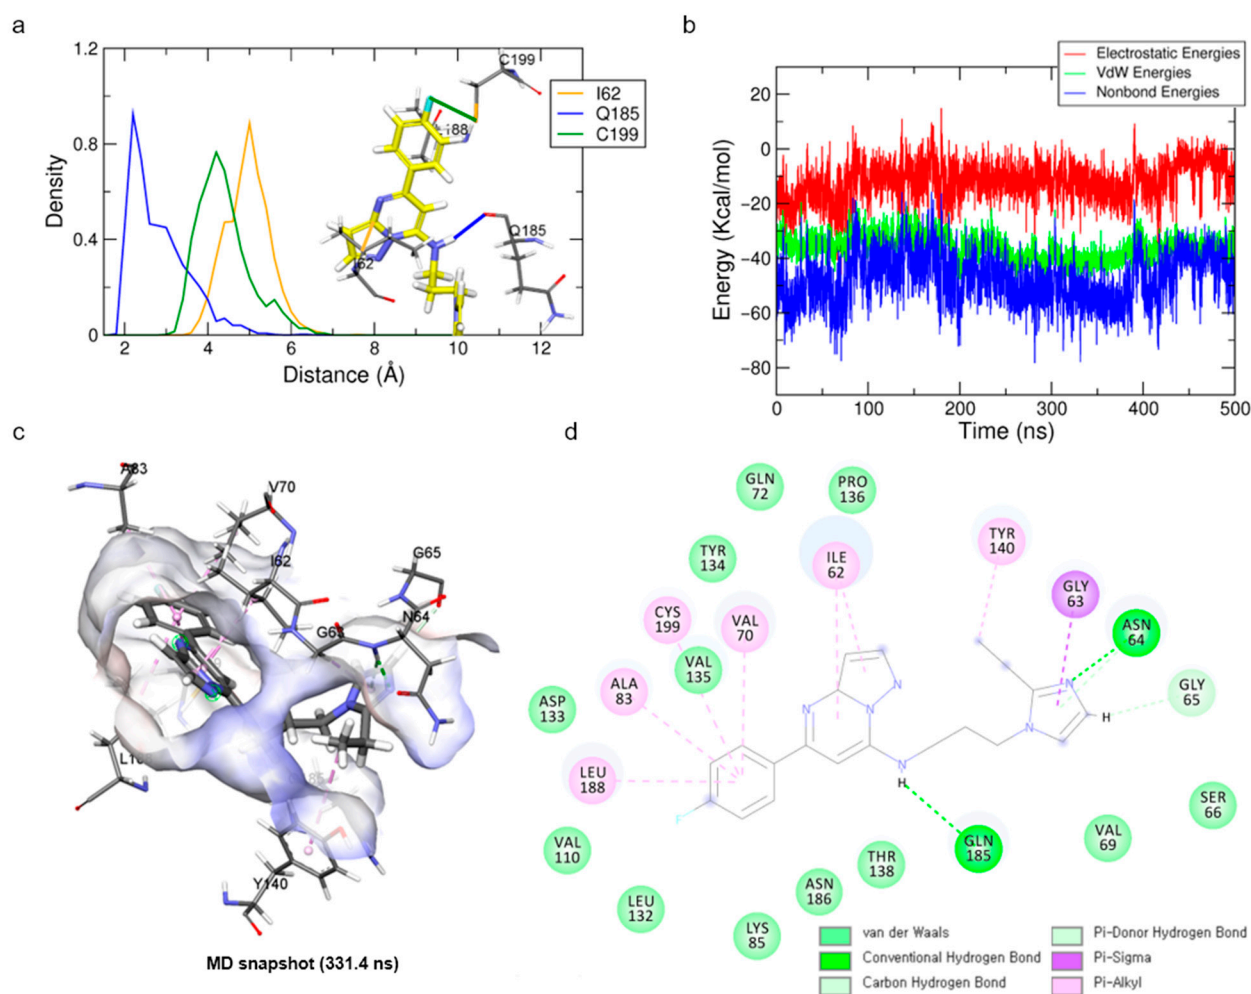 a
1.2
0.8
0.4
0
Density
2
4
6
8
10
12
Distance (Å)
I62
Q185
C199
C199
Q185
I62
b
Electrostatic Energies
VdW Energies
Nonbond Energies
20
0
−20
−40
−60
−80
Energy (Kcal/mol)
0
100
200
300
400
500
Time (ns)
c
A83
V70
I62
G65
N64
G63
Y140
MD snapshot (331.4 ns)
d
GLN
72
PRO
136
TYR
134
ILE
62
TYR
140
GLY
63
CYS
199
VAL
70
ASN
64
VAL
135
ALA
83
GLY
65
ASP
133
N
N
N
N
N
H
LEU
188
N
H
F
SER
66
VAL
110
THR
138
GLN
185
VAL
69
LEU
132
ASN
186
LYS
85
van der Waals
Conventional Hydrogen Bond
Carbon Hydrogen Bond
Pi-Donor Hydrogen Bond
Pi-Sigma
Pi-Alkyl